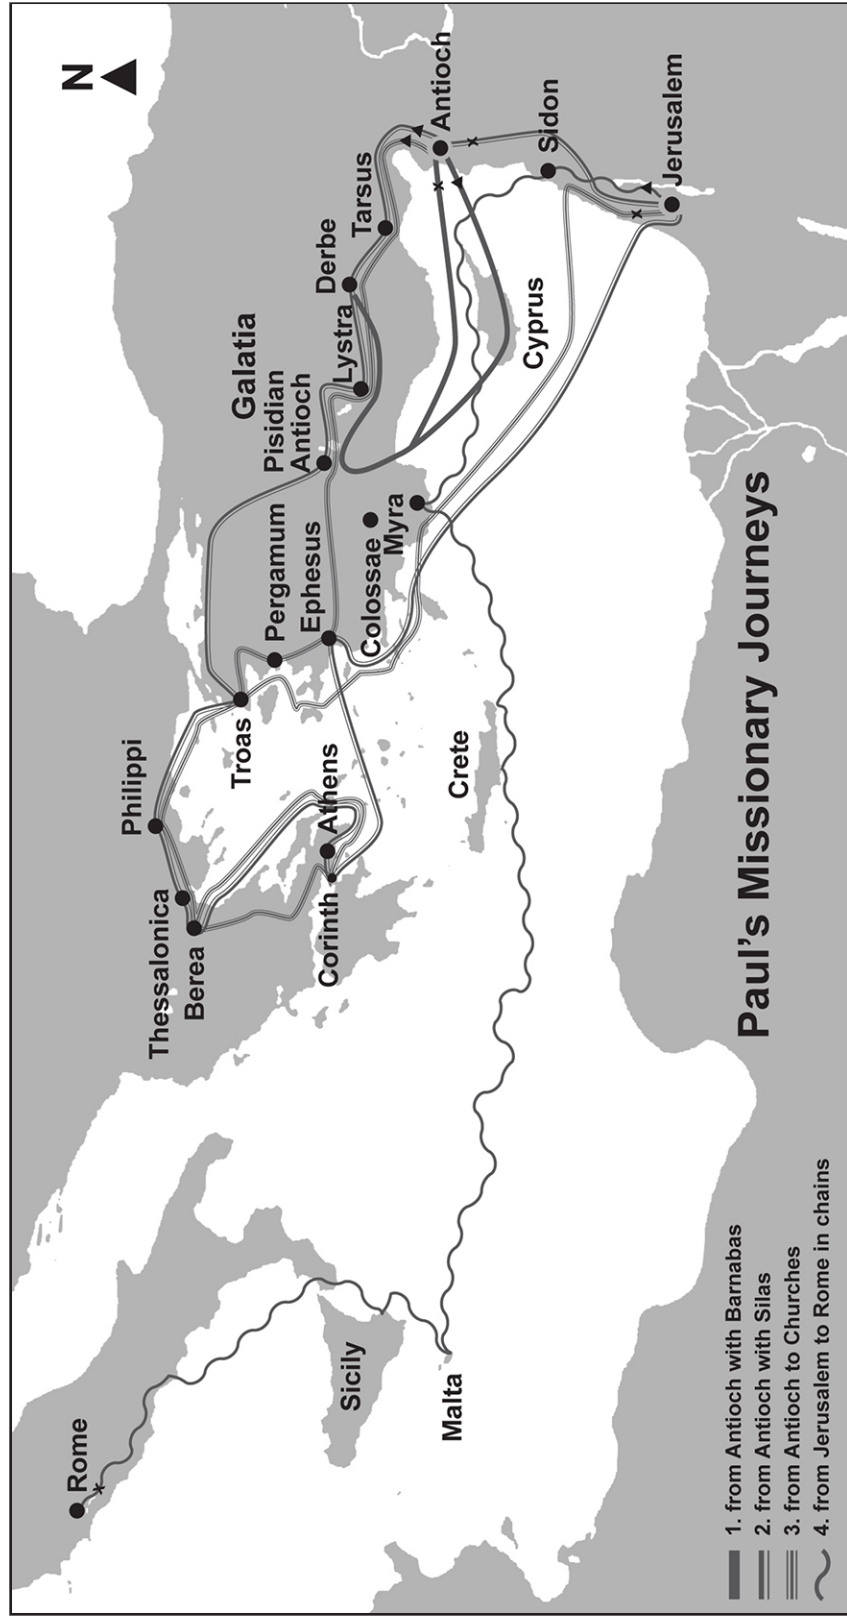 N
Rome
Sicily
Malta
Thessalonica
Berea
Philippi
Corinth
Athens
Troas
Crete
Pergamum
Ephesus
Colossae
Myra
Galatia
Pisidian
Antioch
Lystra
Derbe
Tarsus
Antioch
Cyprus
Sidon
Jerusalem
Paul's Missionary Journeys
1. from Antioch with Barnabas
2. from Antioch with Silas
3. from Antioch to Churches
4. from Jerusalem to Rome in chains